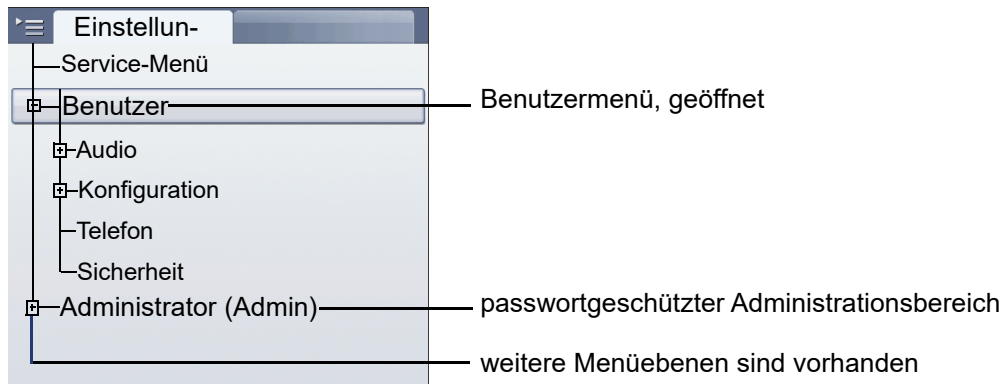 Einstellun-
Service-Menü
Benutzer
Benutzermenü, geöffnet
Audio
Konfiguration
Telefon
Sicherheit
Administrator (Admin)
passwortgeschützter Administrationsbereich
weitere Menüebenen sind vorhanden